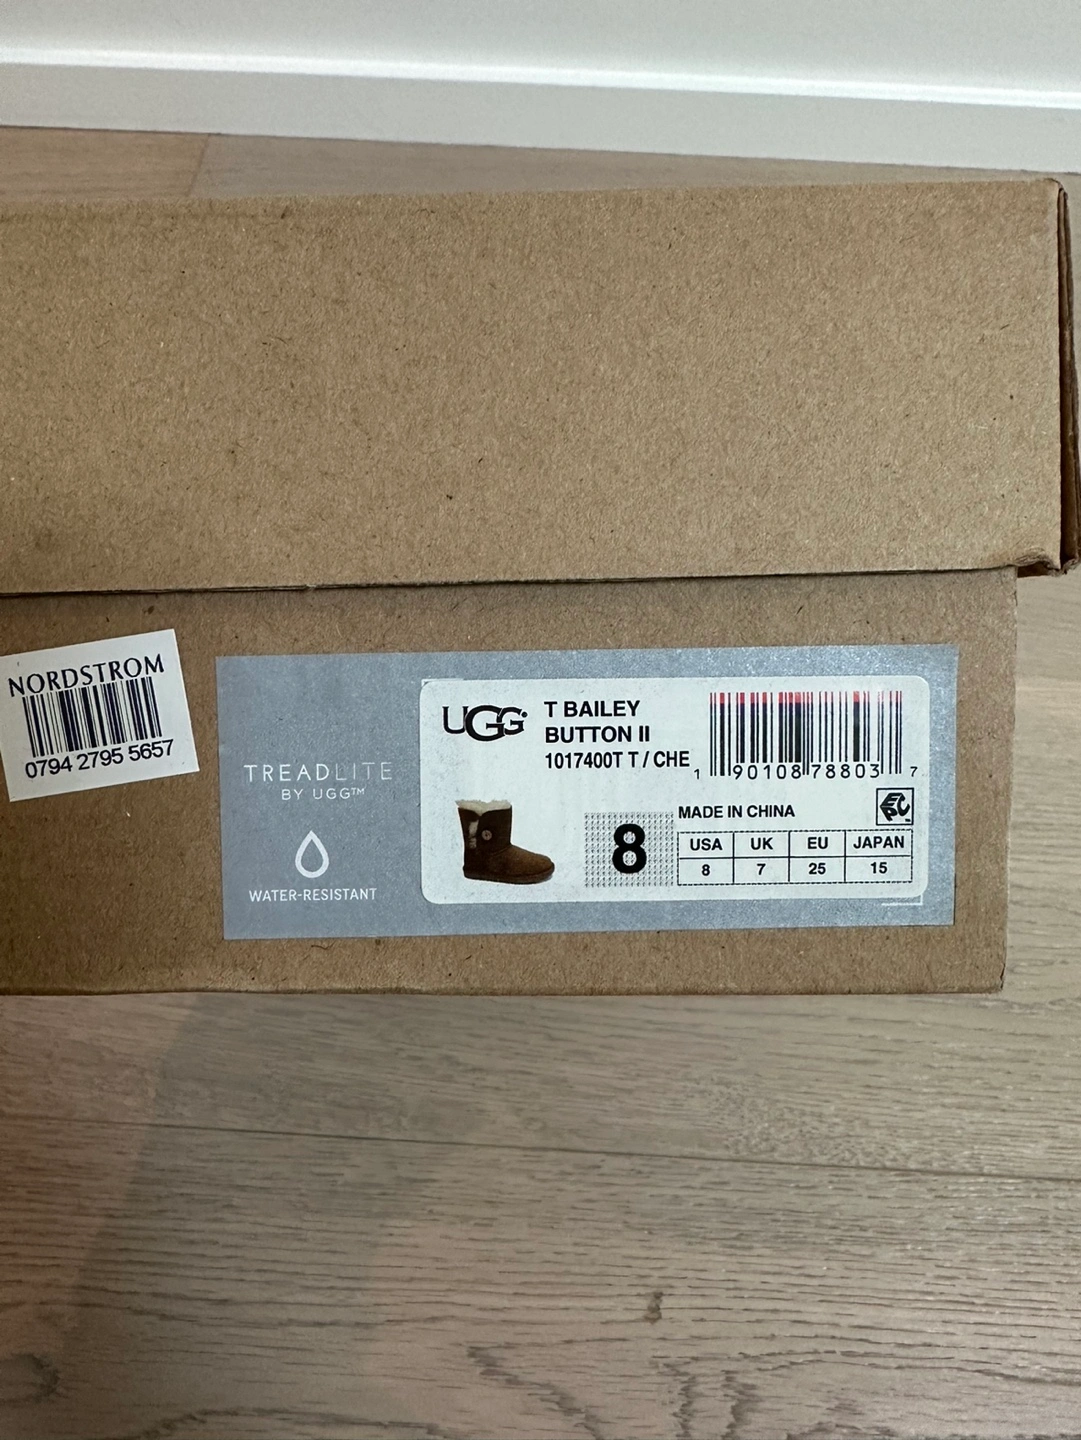 NORDSTROM
0794 2795 5657
TREADLITE
BY UGG™
WATER-RESISTANT
UGG
T BAILEY
BUTTON II
1017400T T / CHE
1 90108 78803 7
MADE IN CHINA
EPC
8
USA UK EU JAPAN
8 7 25 15